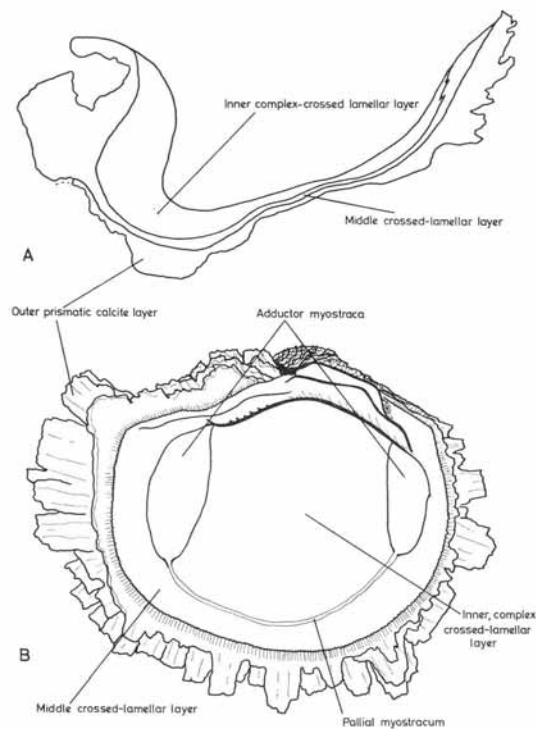 Inner complex-crossed lamellar layer
Middle crossed-lamellar layer
A
Outer prismatic calcite layer
Adductor myostraca
Inner, complex
crossed-lamellar
layer
B
Middle crossed-lamellar layer
Pallial myostracum